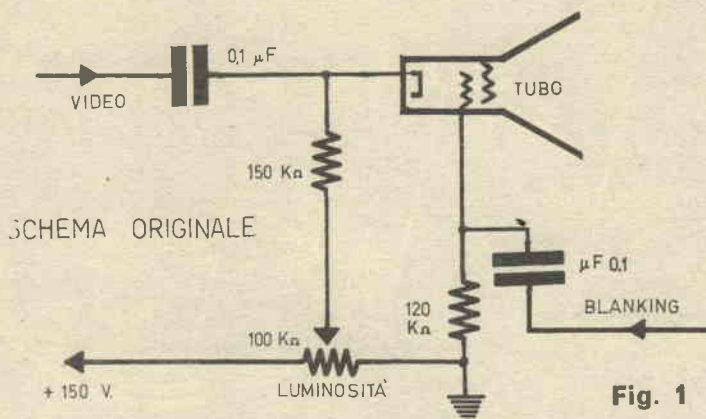 0,1 µF
VIDEO
TUBO
150 KΩ
SCHEMA ORIGINALE
µF 0.1
120
KΩ
BLANKING
100 KΩ
+ 150 V.
LUMINOSITÀ
Fig. 1